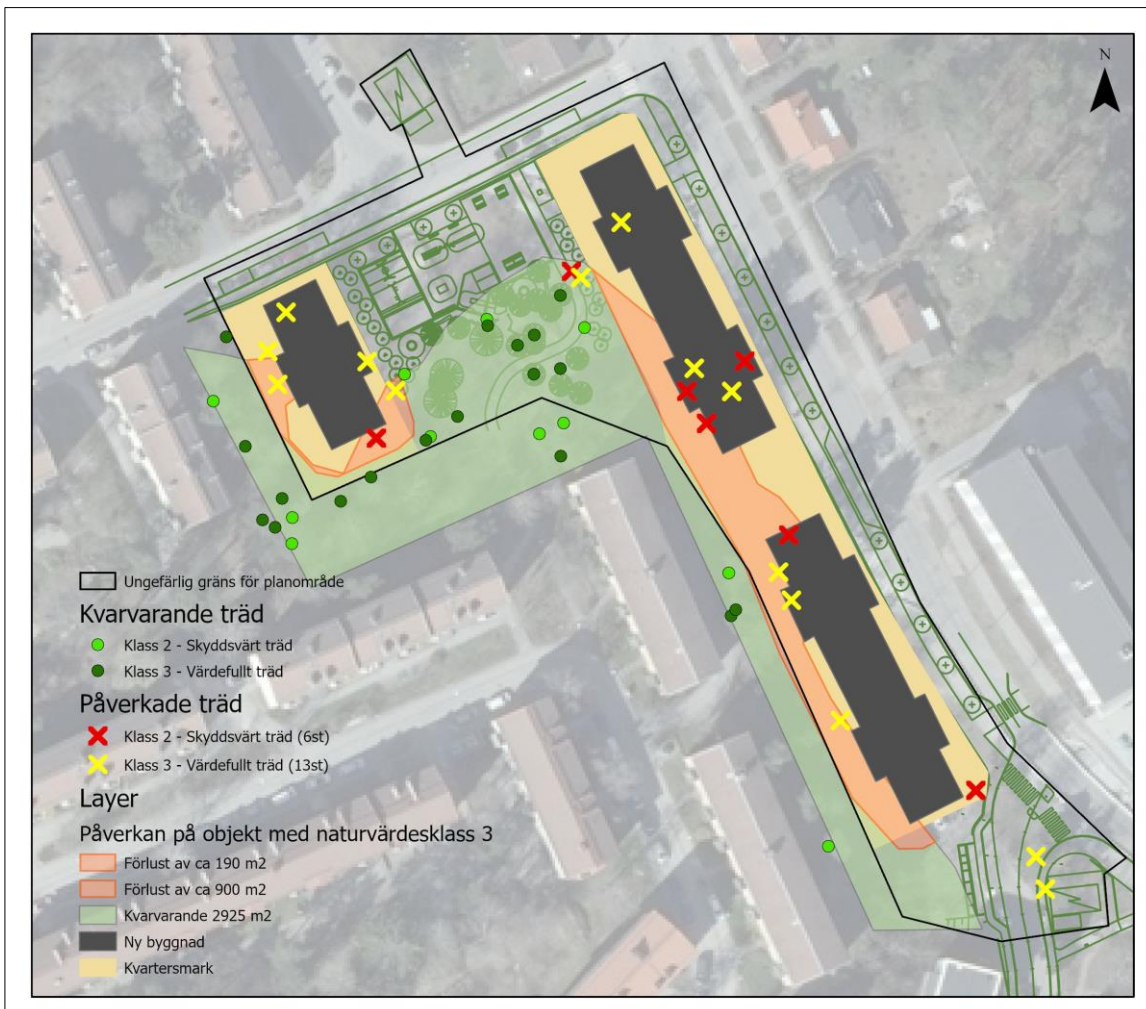 N
Ungefärlig gräns för planområde
Kvarvarande träd
Klass 2 - Skyddsvärt träd
Klass 3 - Värdefullt träd
Påverkade träd
Klass 2 - Skyddsvärt träd (6st)
Klass 3 - Värdefullt träd (13st)
Layer
Påverkan på objekt med naturvärdesklass 3
Förlust av ca 190 m2
Förlust av ca 900 m2
Kvarvarande 2925 m2
Ny byggnad
Kvartersmark